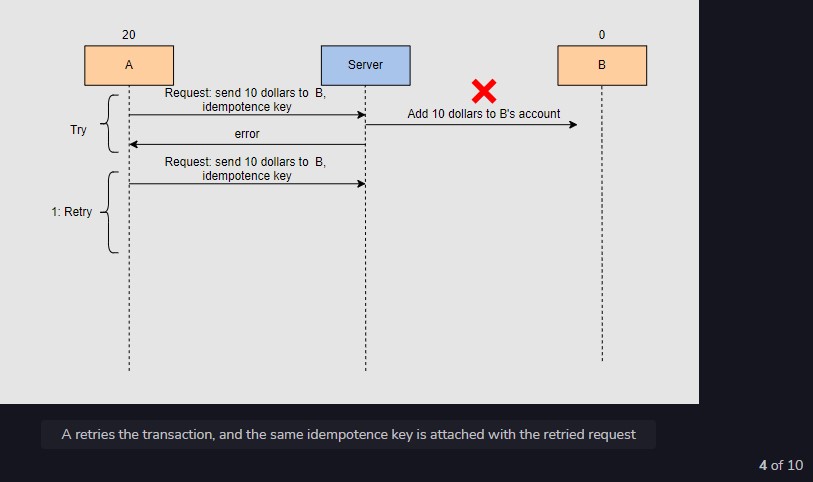 20
0
A
Server
B
Request: send 10 dollars to B,
idempotence key
Add 10 dollars to B's account
Try
error
Request: send 10 dollars to B,
idempotence key
1: Retry
A retries the transaction, and the same idempotence key is attached with the retried request
4 of 10